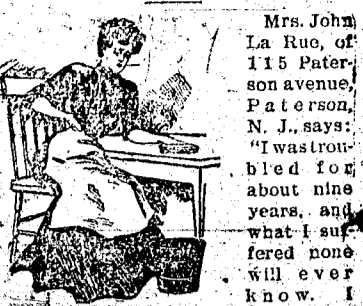 Mrs. John
La Rue, of
115 Pater-
son avenue,
Paterson,
N. J., says:
"I was trou-
bled for
about nine
years, and
what I suf-
fered none
will ever
know. I